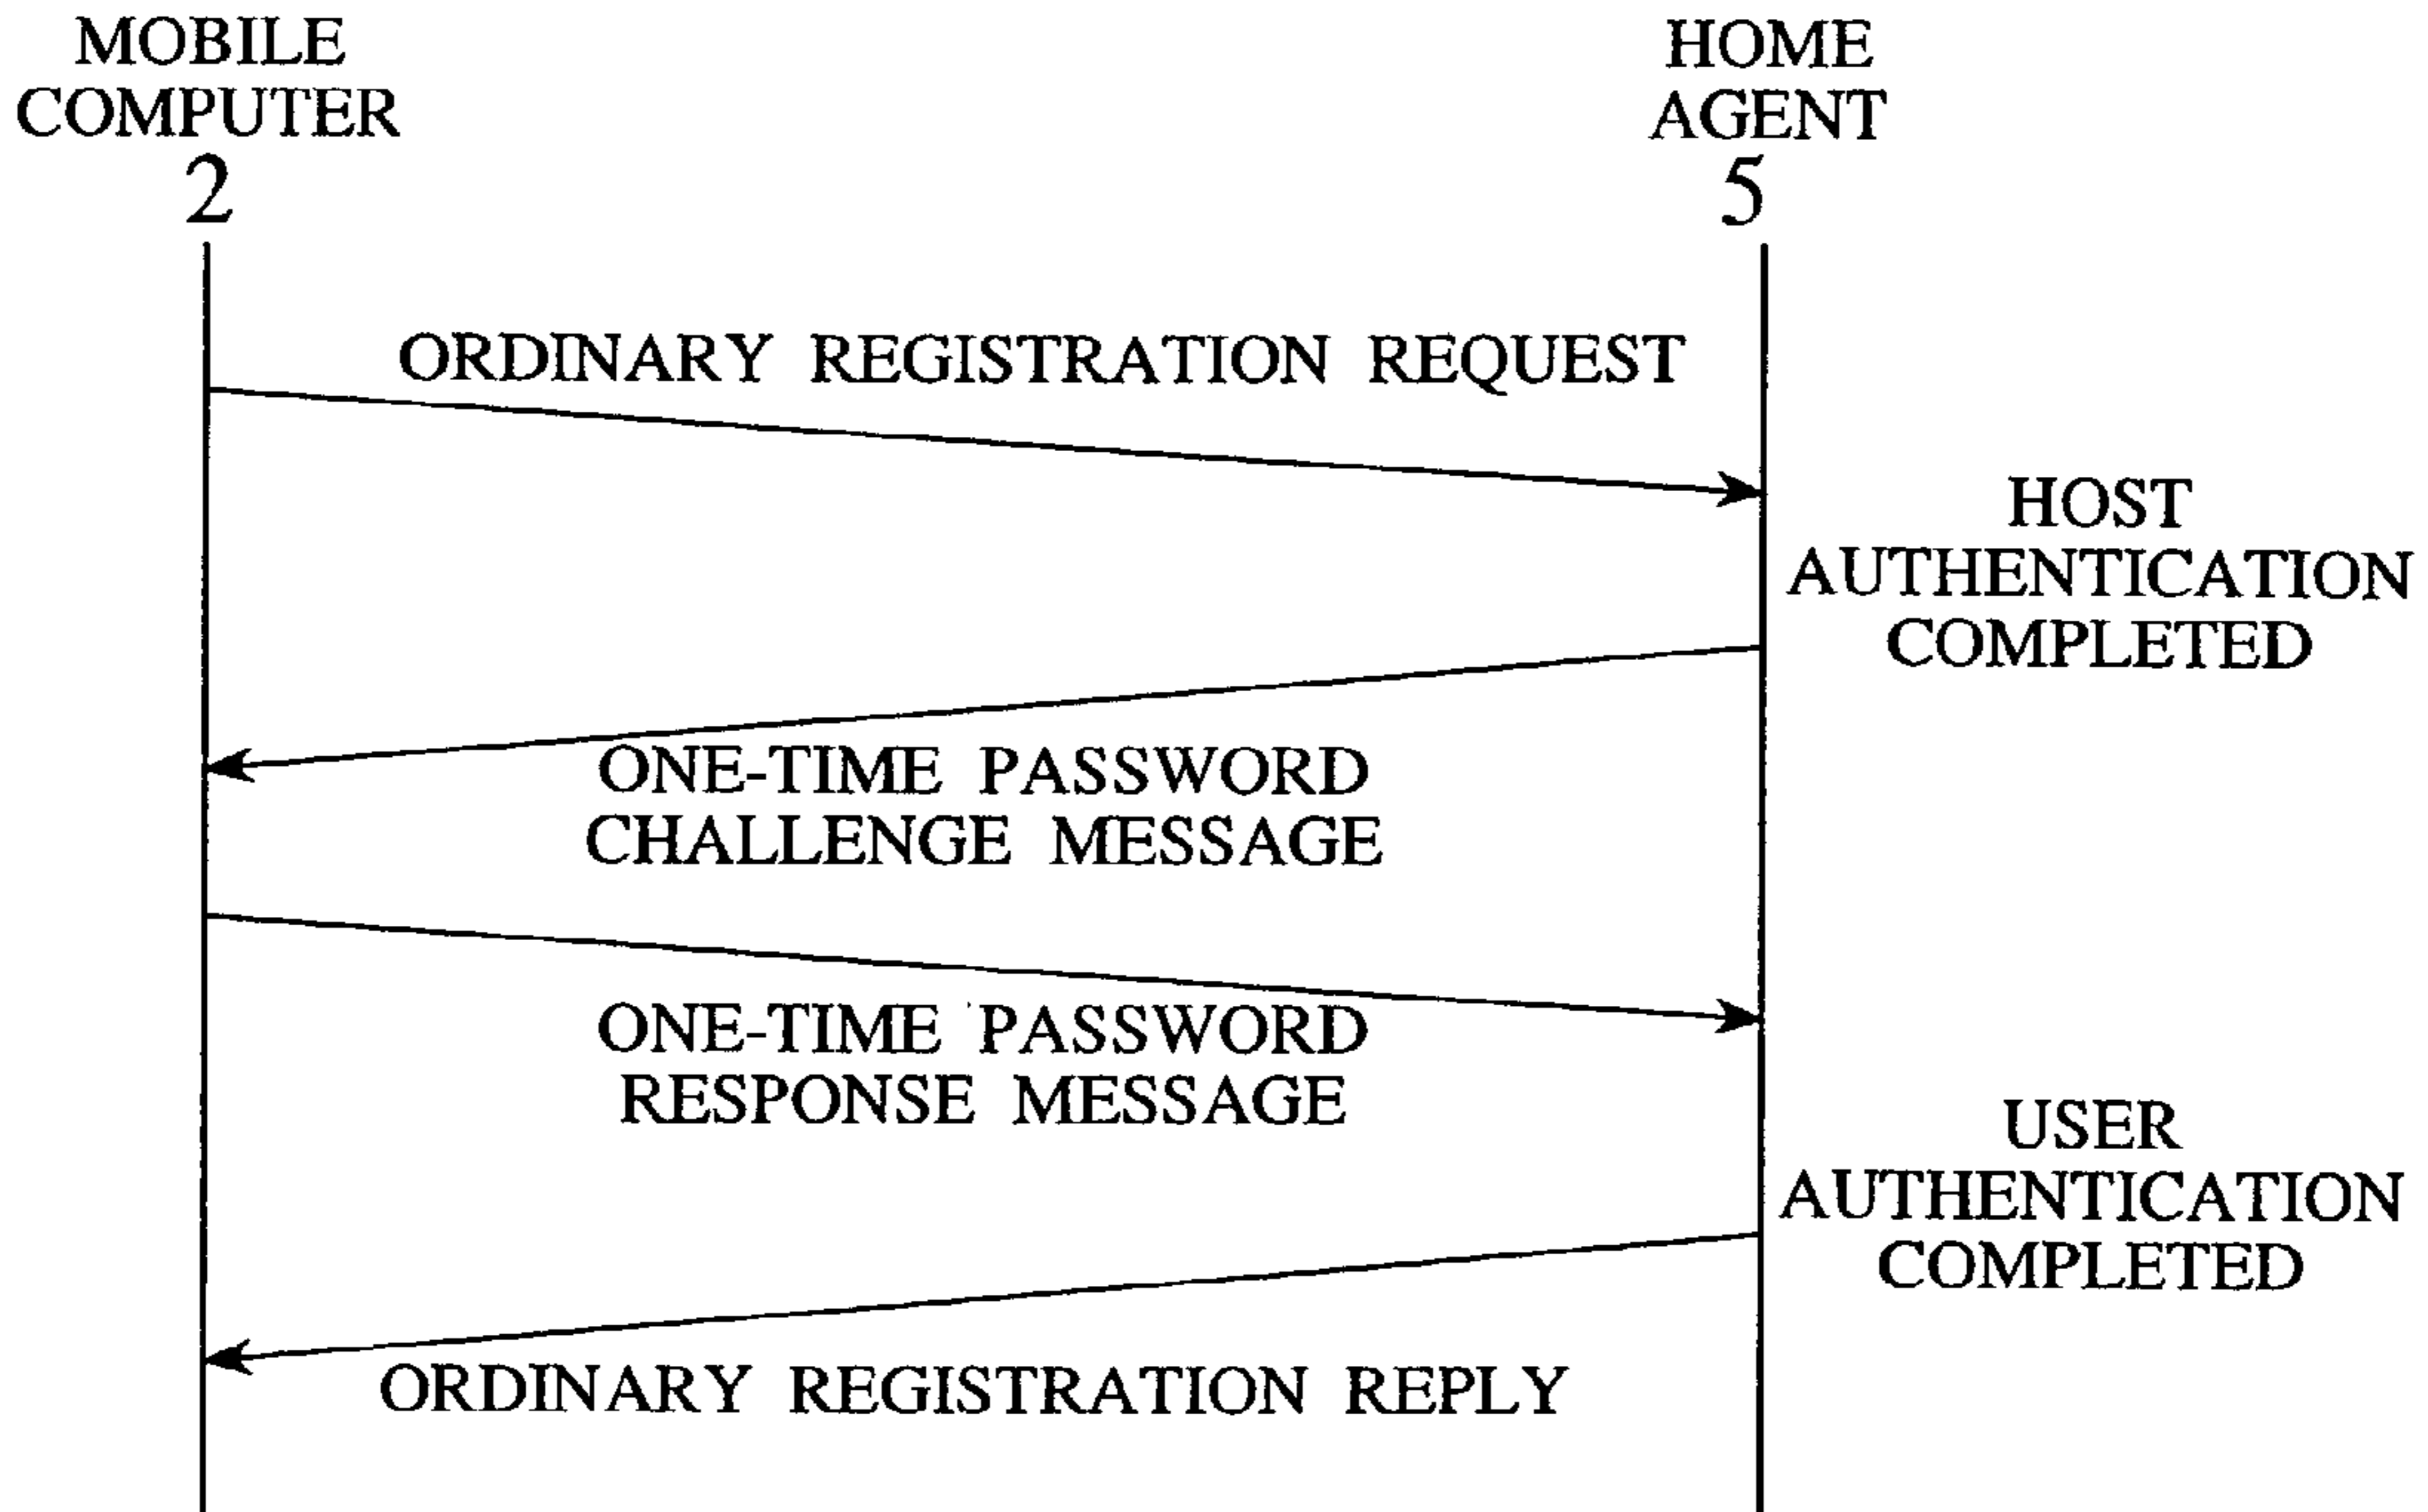 MOBILE
COMPUTER
2
HOME
AGENT
5
ORDINARY REGISTRATION REQUEST
HOST
AUTHENTICATION
COMPLETED
ONE-TIME PASSWORD
CHALLENGE MESSAGE
ONE-TIME PASSWORD
RESPONSE MESSAGE
USER
AUTHENTICATION
COMPLETED
ORDINARY REGISTRATION REPLY